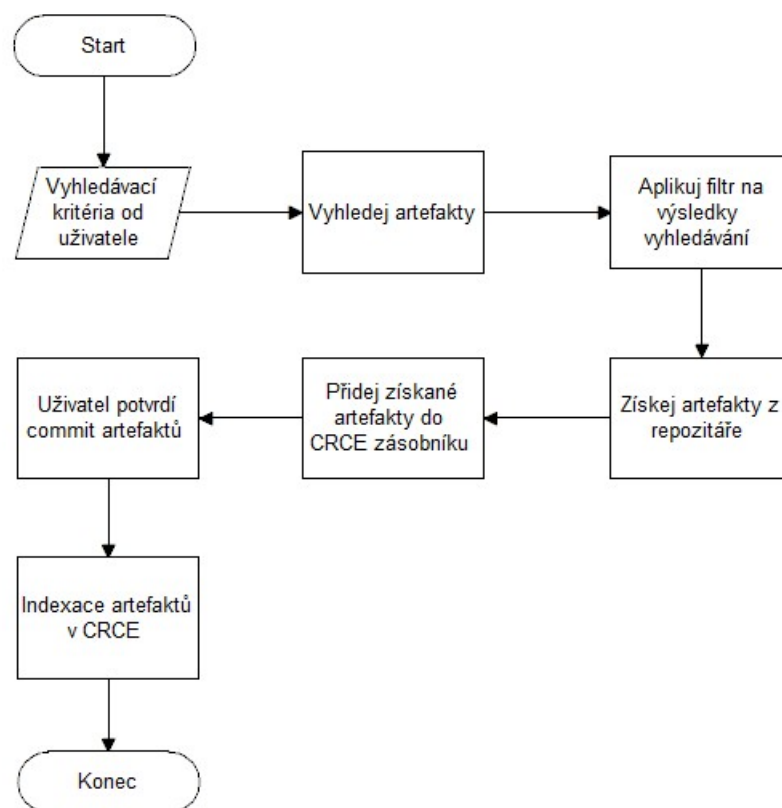 Start
Vyhledávací
kritéria od
uživatele
Vyhledej artefakty
Aplikuj filtr na
výsledky
vyhledávání
Získej artefakty z
repozitáře
Přidej získané
artefakty do
CRCE zásobníku
Uživatel potvrdí
commit artefaktů
Indexace artefaktů
v CRCE
Konec